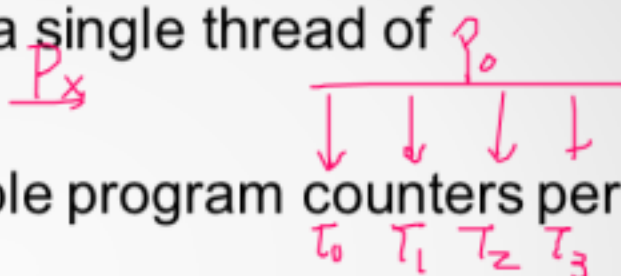 a single thread of P₀
Pₓ
ple program counters per
T₀ T₁ T₂ T₃